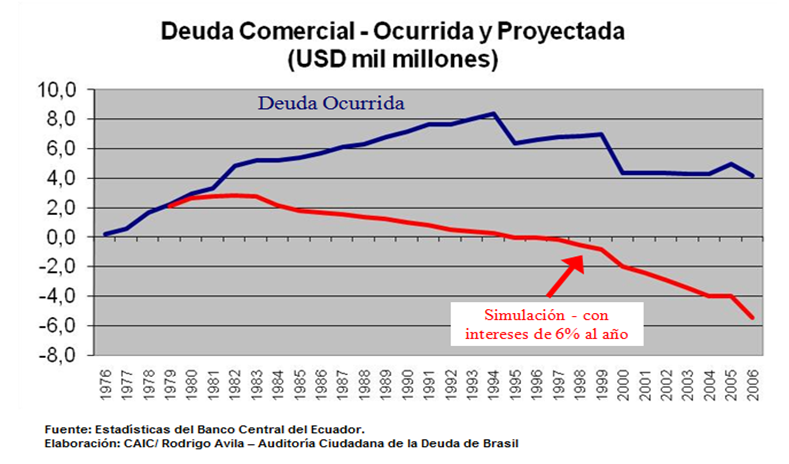 Deuda Comercial - Ocurrida y Proyectada
(USD mil millones)
10,0
8,0
6,0
4,0
2,0
0,0
-2,0
-4,0
-6,0
-8,0
Deuda Ocurrida
Simulación - con
intereses de 6% al año
1976 1977 1978 1979 1980 1981 1982 1983 1984 1985 1986 1987 1988 1989 1990 1991 1992 1993 1994 1995 1996 1997 1998 1999 2000 2001 2002 2003 2004 2005 2006
Fuente: Estadísticas del Banco Central del Ecuador.
Elaboración: CAIC/ Rodrigo Avila – Auditoría Ciudadana de la Deuda de Brasil